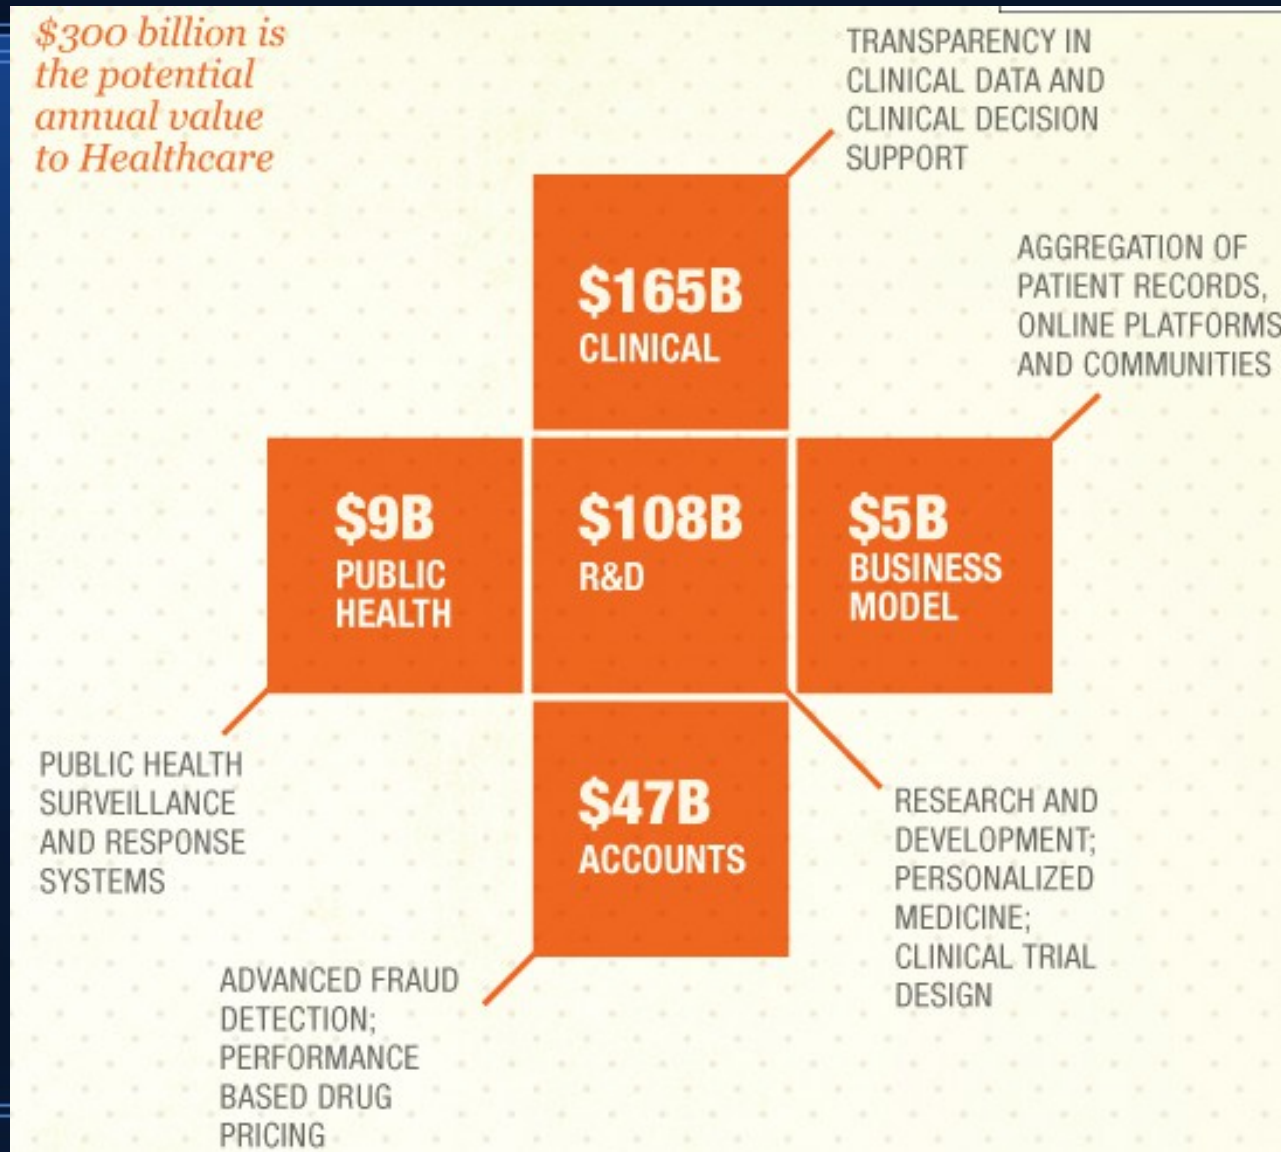 $300 billion is
the potential
annual value
to Healthcare
TRANSPARENCY IN
CLINICAL DATA AND
CLINICAL DECISION
SUPPORT
$165B
CLINICAL
AGGREGATION OF
PATIENT RECORDS,
ONLINE PLATFORMS
AND COMMUNITIES
$9B
PUBLIC
HEALTH
$108B
R&D
$5B
BUSINESS
MODEL
PUBLIC HEALTH
SURVEILLANCE
AND RESPONSE
SYSTEMS
$47B
ACCOUNTS
RESEARCH AND
DEVELOPMENT;
PERSONALIZED
MEDICINE;
CLINICAL TRIAL
DESIGN
ADVANCED FRAUD
DETECTION;
PERFORMANCE
BASED DRUG
PRICING